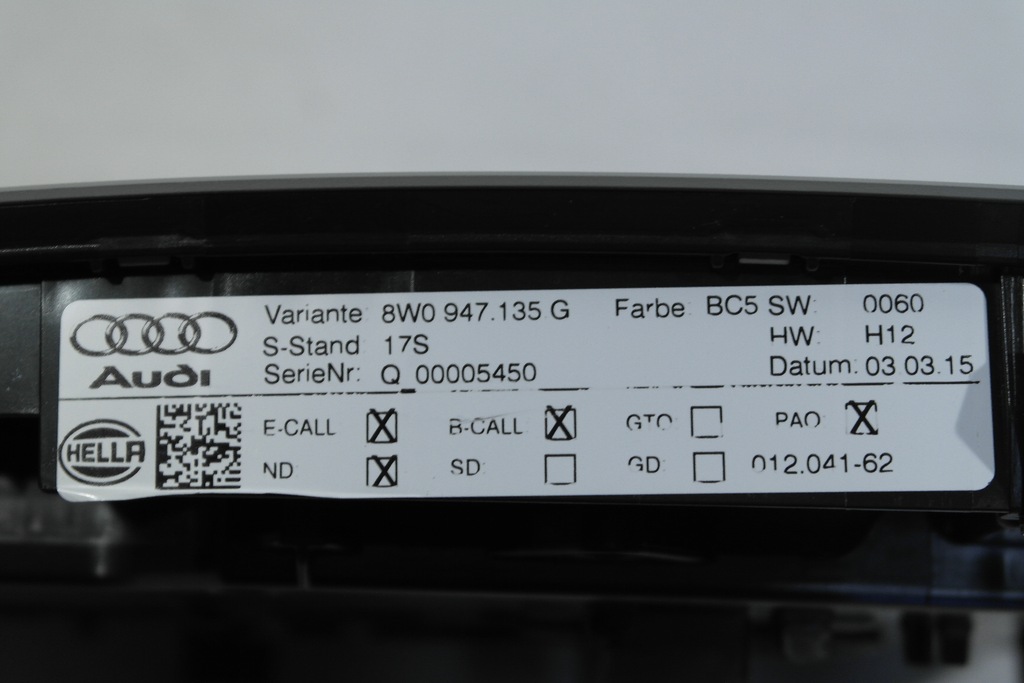 Variante: 8W0 947.135 G Farbe: BC5 SW: 0060
S-Stand 17S HW: H12
SerieNr: Q_00005450 Datum: 03 03.15
Audi
E-CALL B-CALL GTO PAO
HELLA
ND SD: GD: 012.041-62